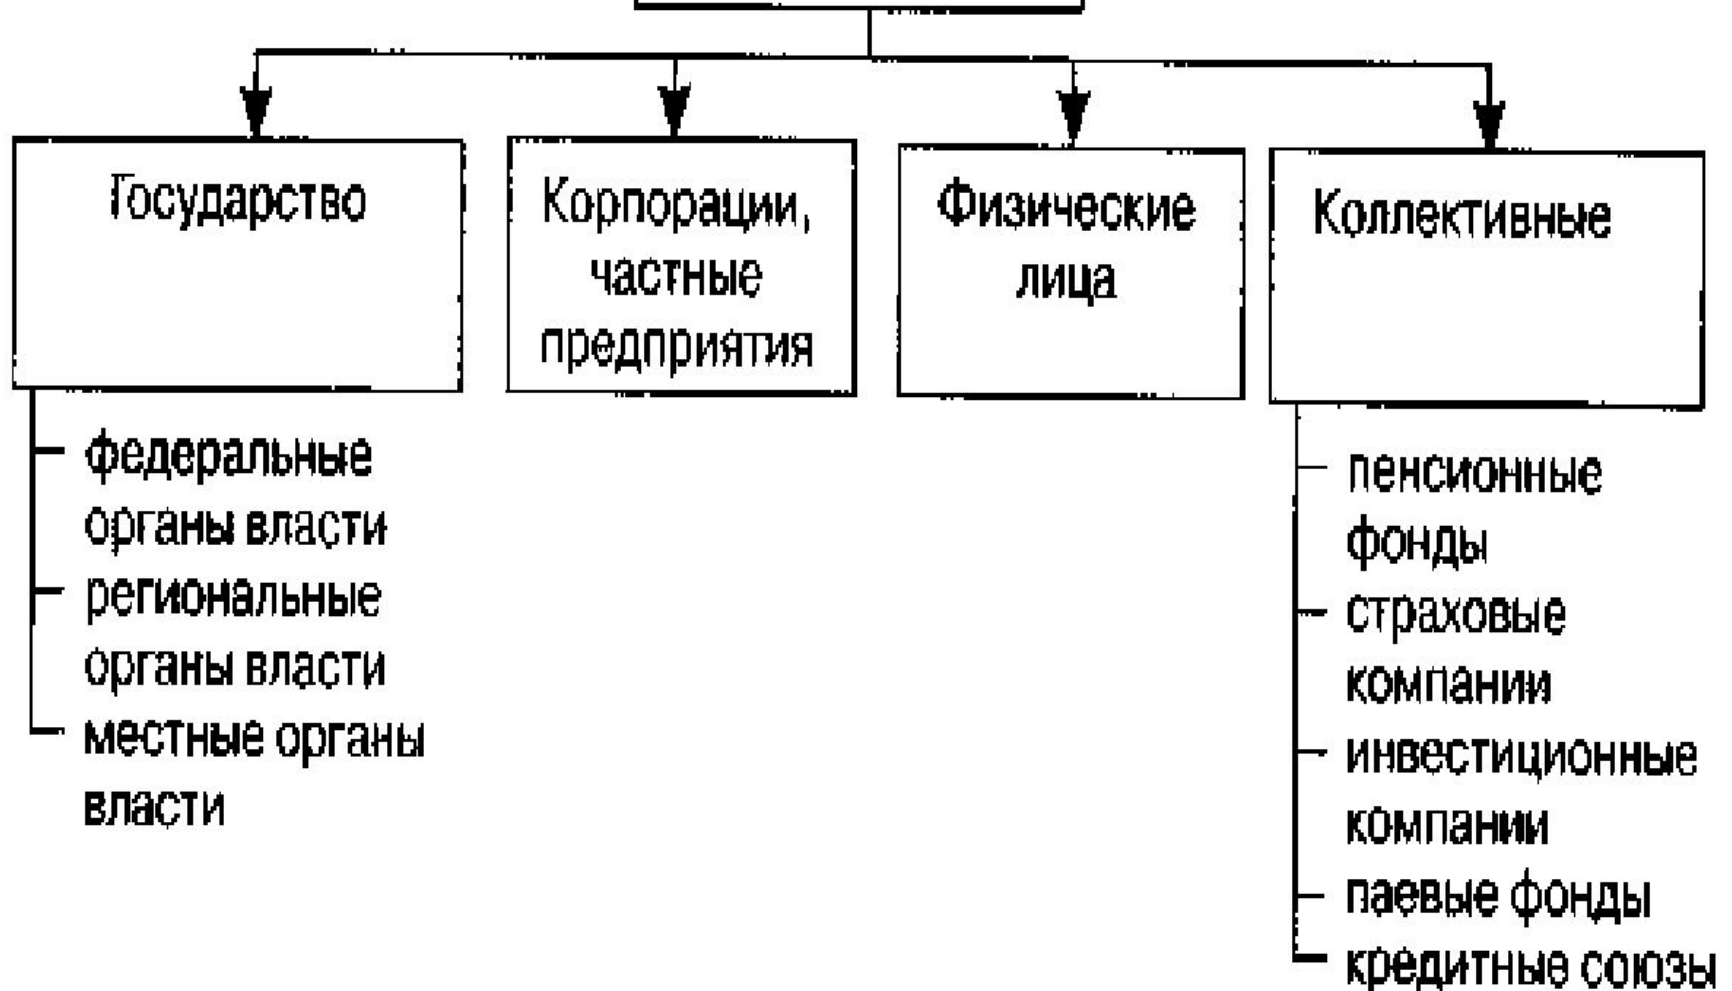 Государство
Корпорации,
частные
предприятия
Физические
лица
Коллективные
федеральные
органы власти
региональные
органы власти
местные органы
власти
пенсионные
фонды
страховые
компании
инвестиционные
компании
паевые фонды
кредитные союзы